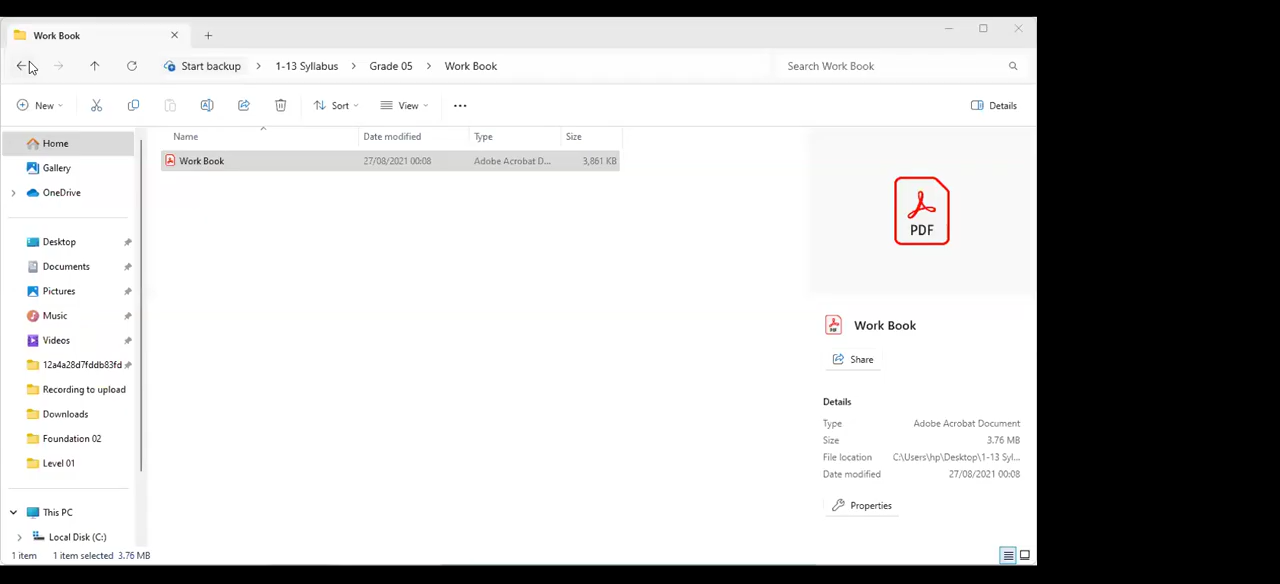 Work Book
Start backup > 1-13 Syllabus > Grade 05 > Work Book
Search Work Book
New
Sort
View
Details
Home
Gallery
OneDrive
Desktop
Documents
Pictures
Music
Videos
12a4a28d7fddb83fd
Recording to upload
Downloads
Foundation 02
Level 01
This PC
Local Disk (C:)
Name Date modified Type Size
Work Book 27/08/2021 00:08 Adobe Acrobat D... 3,861 KB
PDF
Work Book
Share
Details
Type Adobe Acrobat Document
Size 3.76 MB
File location C:\Users\hp\Desktop\1-13 Syl...
Date modified 27/08/2021 00:08
Properties
1 item 1 item selected 3.76 MB